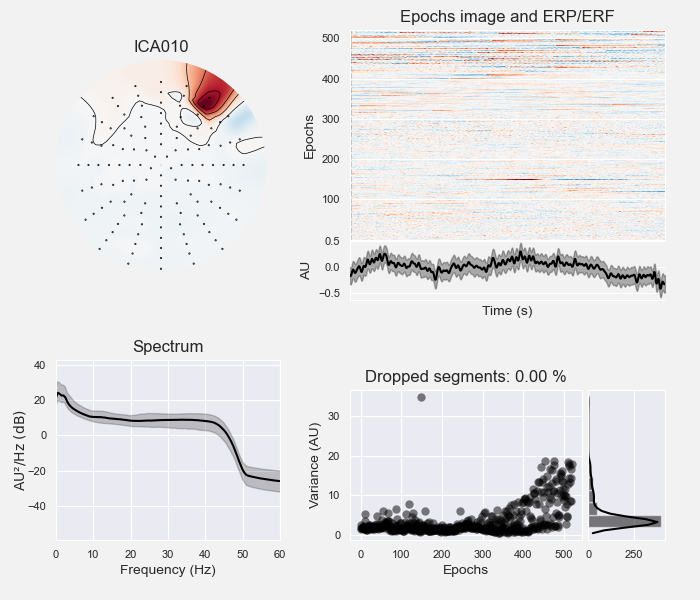 ICA010
Epochs image and ERP/ERF
Epochs
500
400
300
200
100
AU
0.5
0.0
−0.5
Time (s)
Spectrum
AU²/Hz (dB)
40
20
0
−20
−40
0 10 20 30 40 50 60
Frequency (Hz)
Dropped segments: 0.00 %
Variance (AU)
30
20
10
0
0 100 200 300 400 500
Epochs
0 250